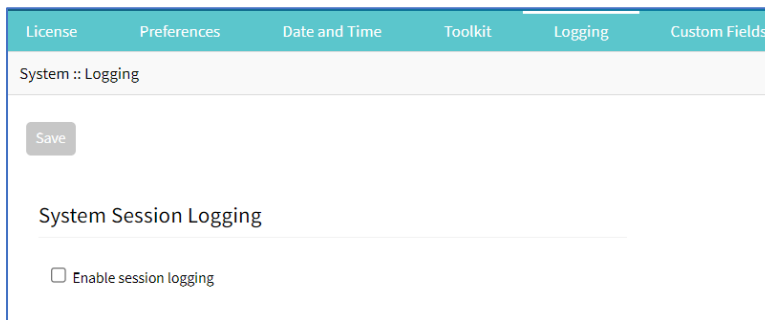 License Preferences Date and Time Toolkit Logging Custom Fields
System :: Logging
Save
System Session Logging
Enable session logging